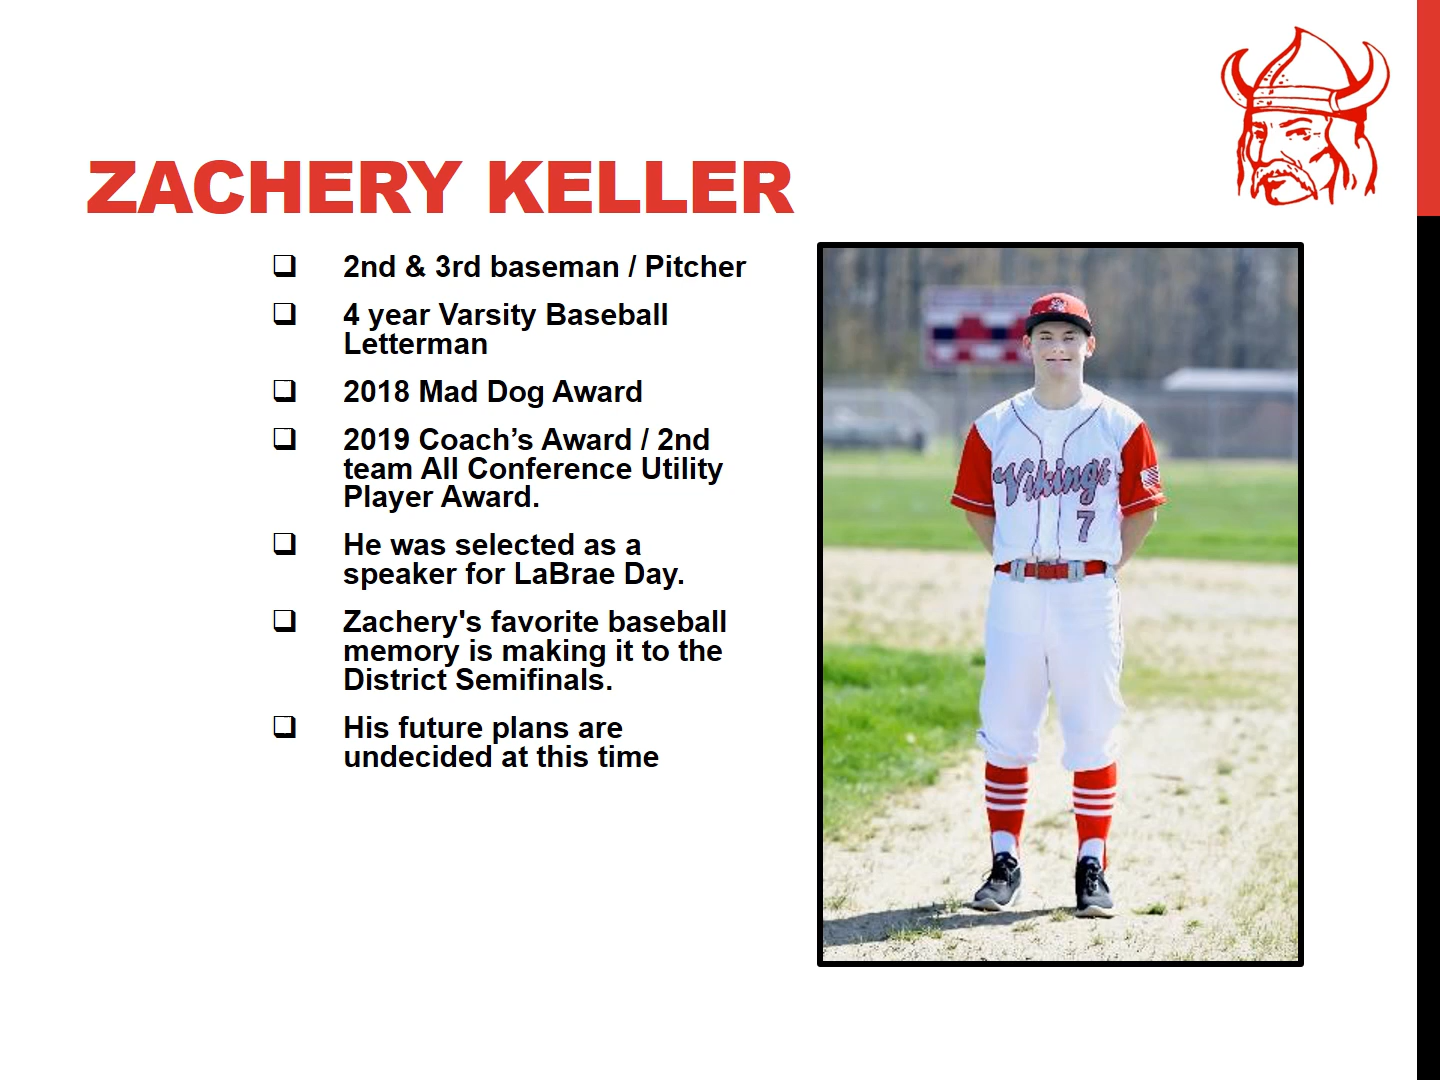 ZACHERY KELLER
❑ 2nd & 3rd baseman / Pitcher
❑ 4 year Varsity Baseball
Letterman
❑ 2018 Mad Dog Award
❑ 2019 Coach’s Award / 2nd
team All Conference Utility
Player Award.
❑ He was selected as a
speaker for LaBrae Day.
❑ Zachery's favorite baseball
memory is making it to the
District Semifinals.
❑ His future plans are
undecided at this time
Vikings
7